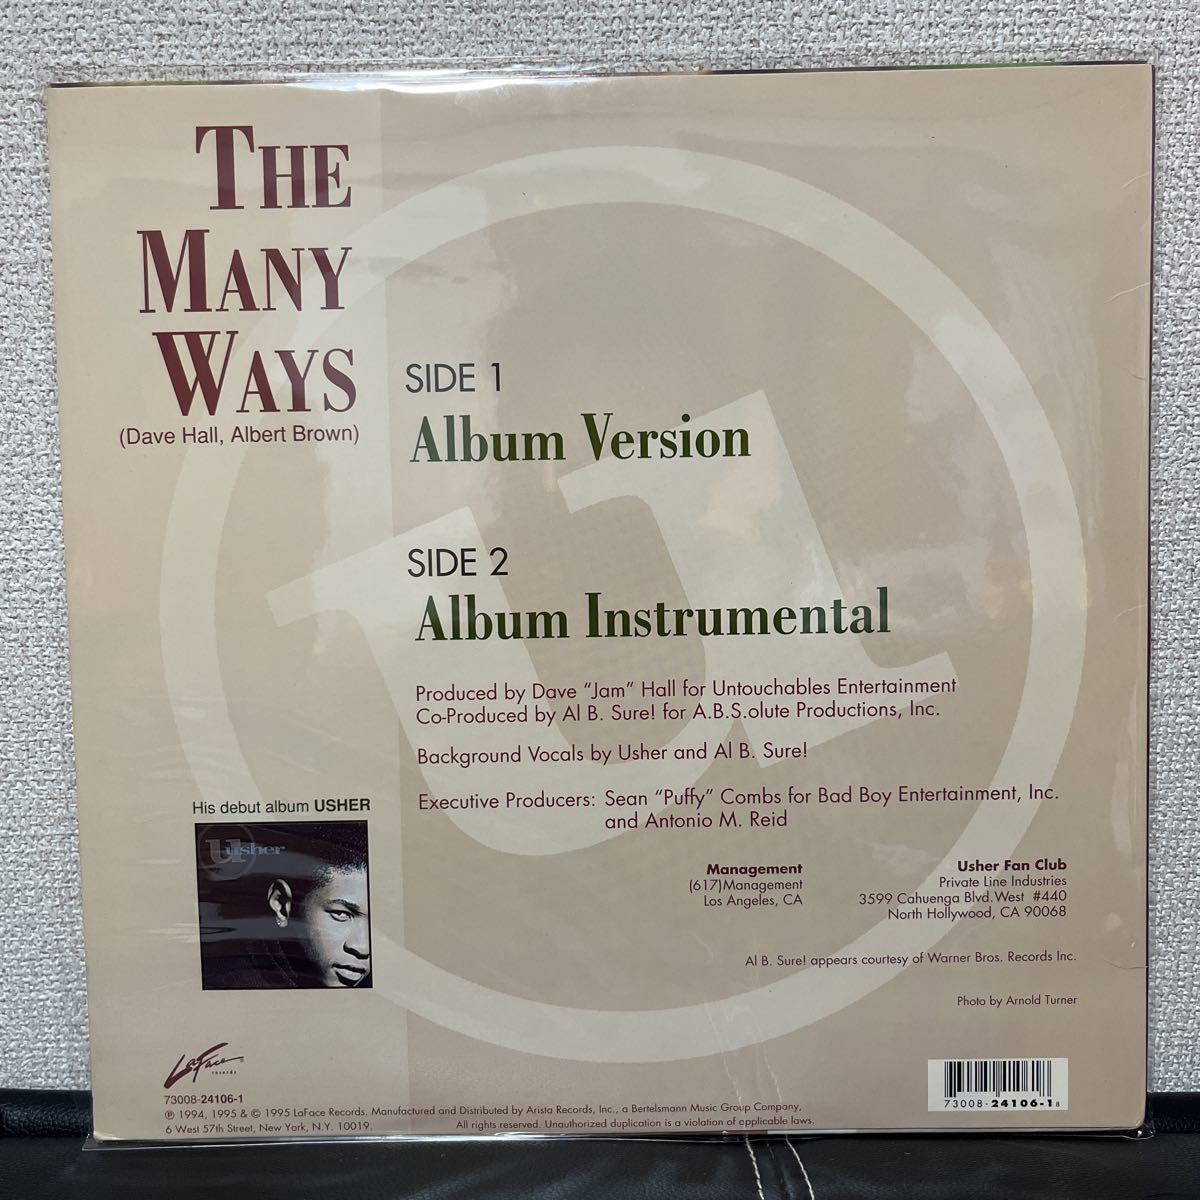 THE
MANY
WAYS
(Dave Hall, Albert Brown)
SIDE 1
Album Version
SIDE 2
Album Instrumental
Produced by Dave “Jam” Hall for Untouchables Entertainment
Co-Produced by Al B. Sure! for A.B.S.olute Productions, Inc.
Background Vocals by Usher and Al B. Sure!
Executive Producers: Sean “Puffy” Combs for Bad Boy Entertainment, Inc.
and Antonio M. Reid
His debut album USHER
usher
Management
(617)Management
Los Angeles, CA
Usher Fan Club
Private Line Industries
3599 Cahuenga Blvd. West #440
North Hollywood, CA 90068
Al B. Sure! appears courtesy of Warner Bros. Records Inc.
Photo by Arnold Turner
LaFace
records
73008-24106-1
℗ 1994, 1995 & © 1995 LaFace Records. Manufactured and Distributed by Arista Records, Inc., a Bertelsmann Music Group Company,
6 West 57th Street, New York, N.Y. 10019. All rights reserved. Unauthorized duplication is a violation of applicable laws.
73008-24106-1 8